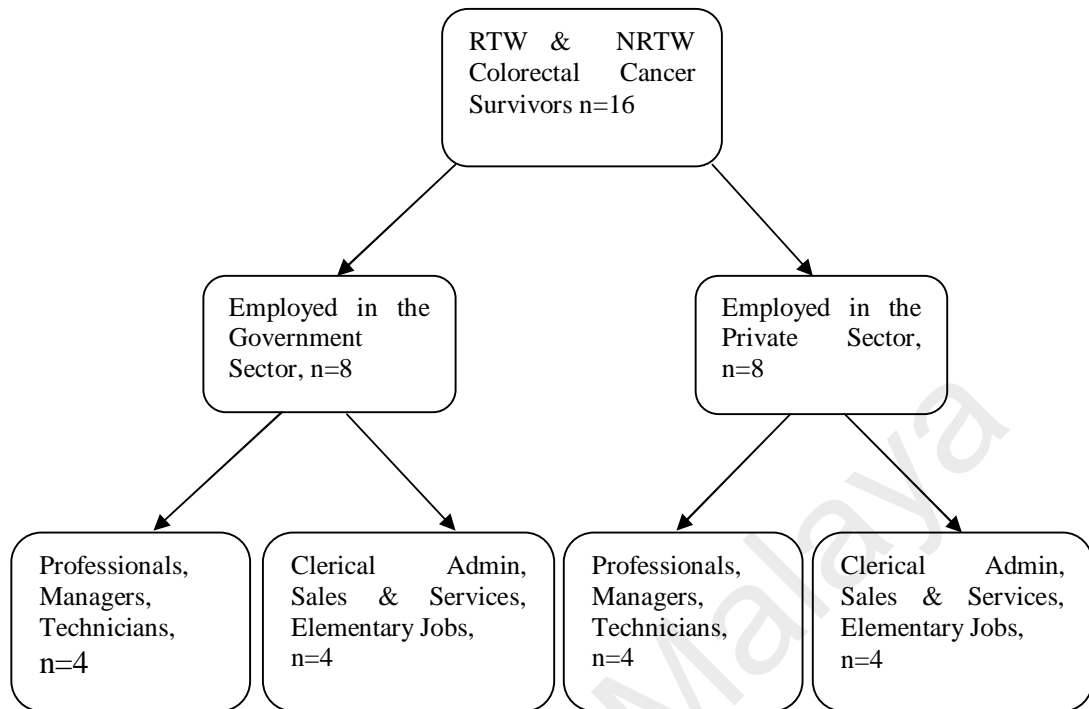 RTW & NRTW
Colorectal Cancer
Survivors n=16
Employed in the
Government
Sector, n=8
Employed in the
Private Sector,
n=8
Professionals,
Managers,
Technicians,
n=4
Clerical Admin,
Sales & Services,
Elementary Jobs,
n=4
Professionals,
Managers,
Technicians,
n=4
Clerical Admin,
Sales & Services,
Elementary Jobs,
n=4
Malaya